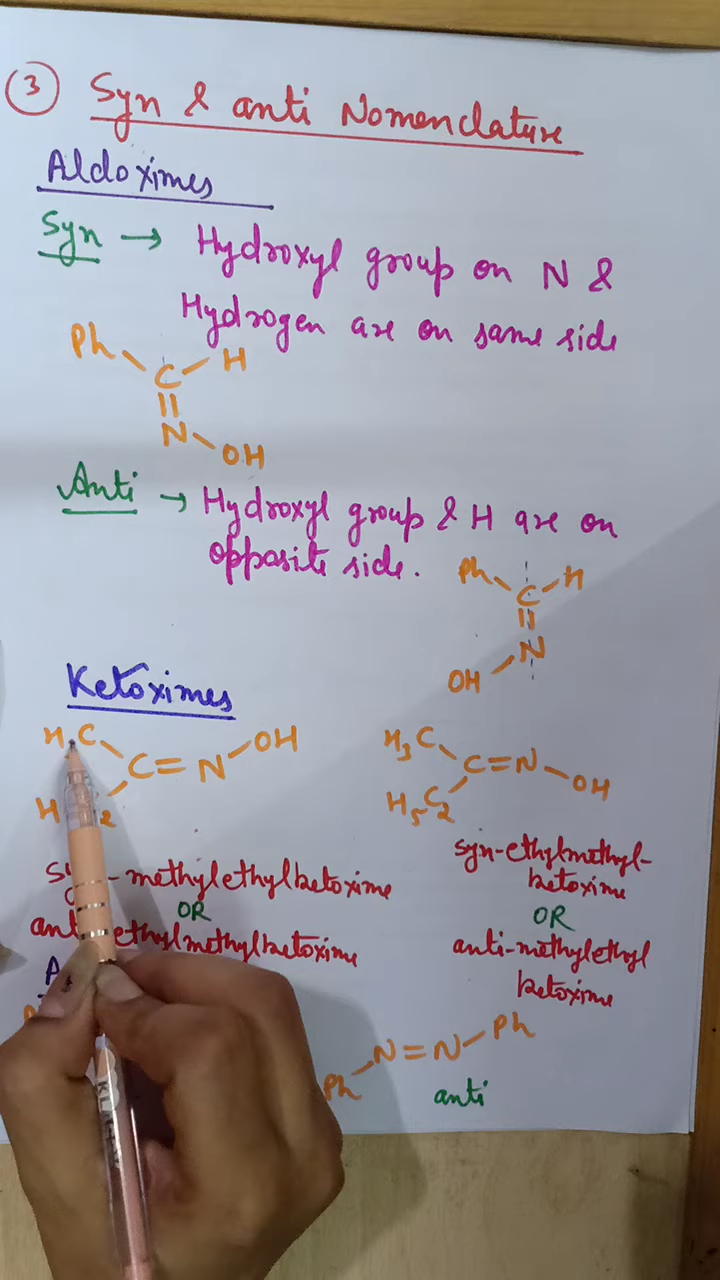 ③ Syn & anti Nomenclature
Aldoximes
Syn → Hydroxyl group on N &
Hydrogen are on same side
Ph H
C
N
OH
Anti → Hydroxyl group & H are on
opposite side.
Ph H
C
N
OH
Ketoximes
C OH
C=N
H 2
H₃C
C=N
OH
H₅C₂
methylethylketoxime
OR
ethylmethylketoxime
syn-ethylmethyl-
ketoxime
OR
anti-methylethyl
ketoxime
A
Ph
N=N
Ph
anti
KLAI